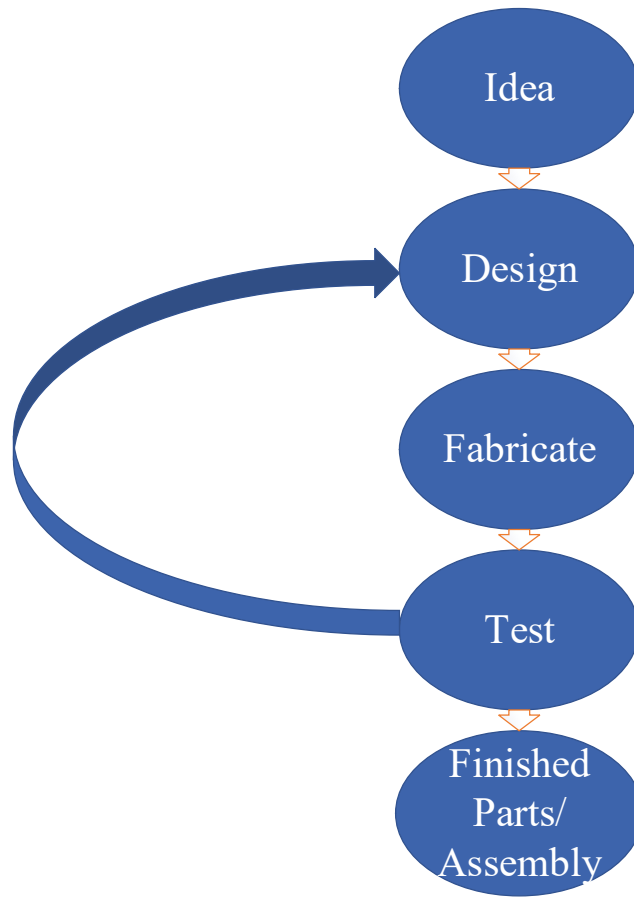 Idea
Design
Fabricate
Test
Finished
Parts/
Assembly